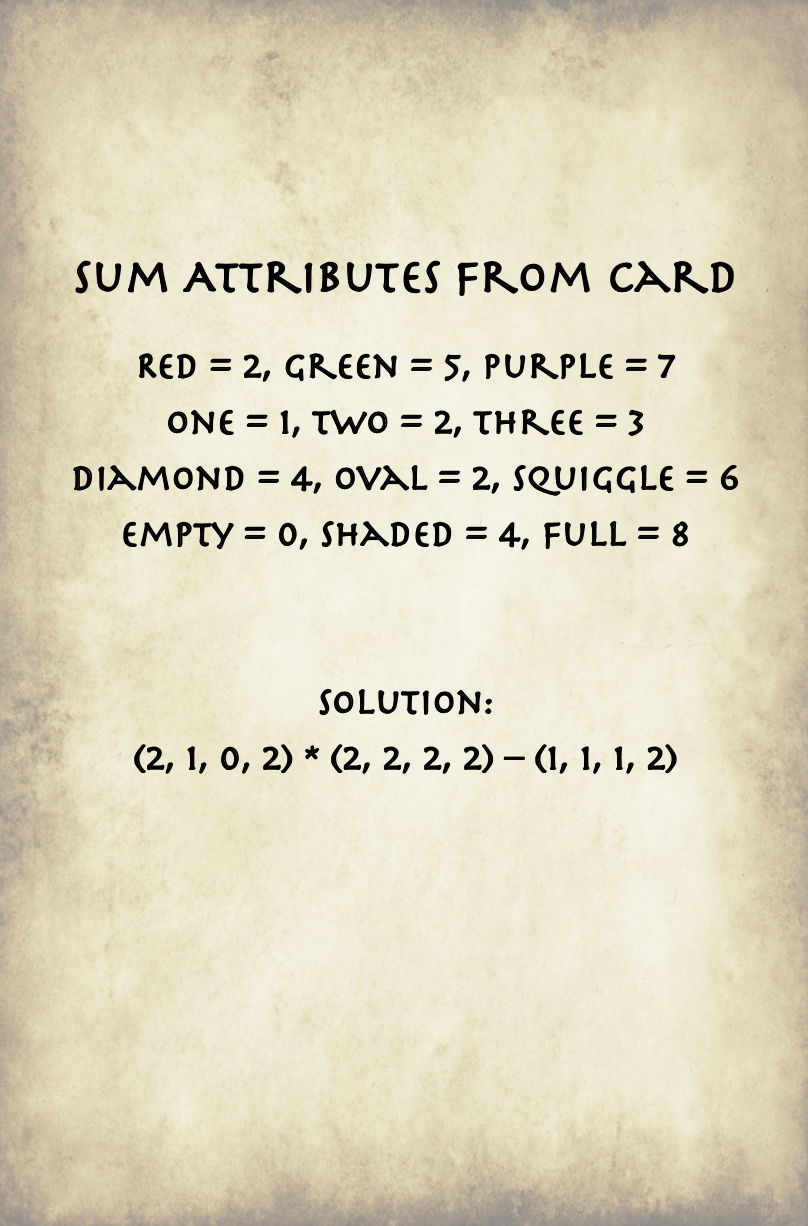 SUM ATTRIBUTES FROM CARD
RED = 2, GREEN = 5, PURPLE = 7
ONE = 1, TWO = 2, THREE = 3
DIAMOND = 4, OVAL = 2, SQUIGGLE = 6
EMPTY = 0, SHADED = 4, FULL = 8
SOLUTION:
(2, 1, 0, 2) * (2, 2, 2, 2) – (1, 1, 1, 2)